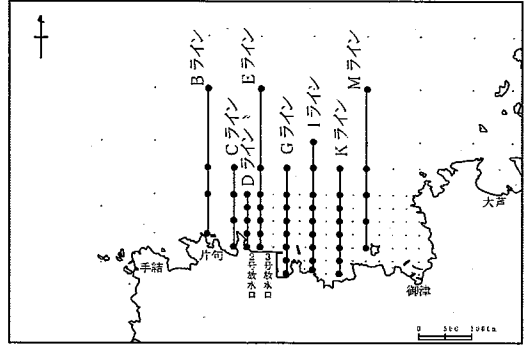 Bライン
Cライン
Dライン
Eライン
Gライン
Iライン
Kライン
Mライン
大芦
片句
手結
2号放水口
3号放水口
御津
0 500 1000m